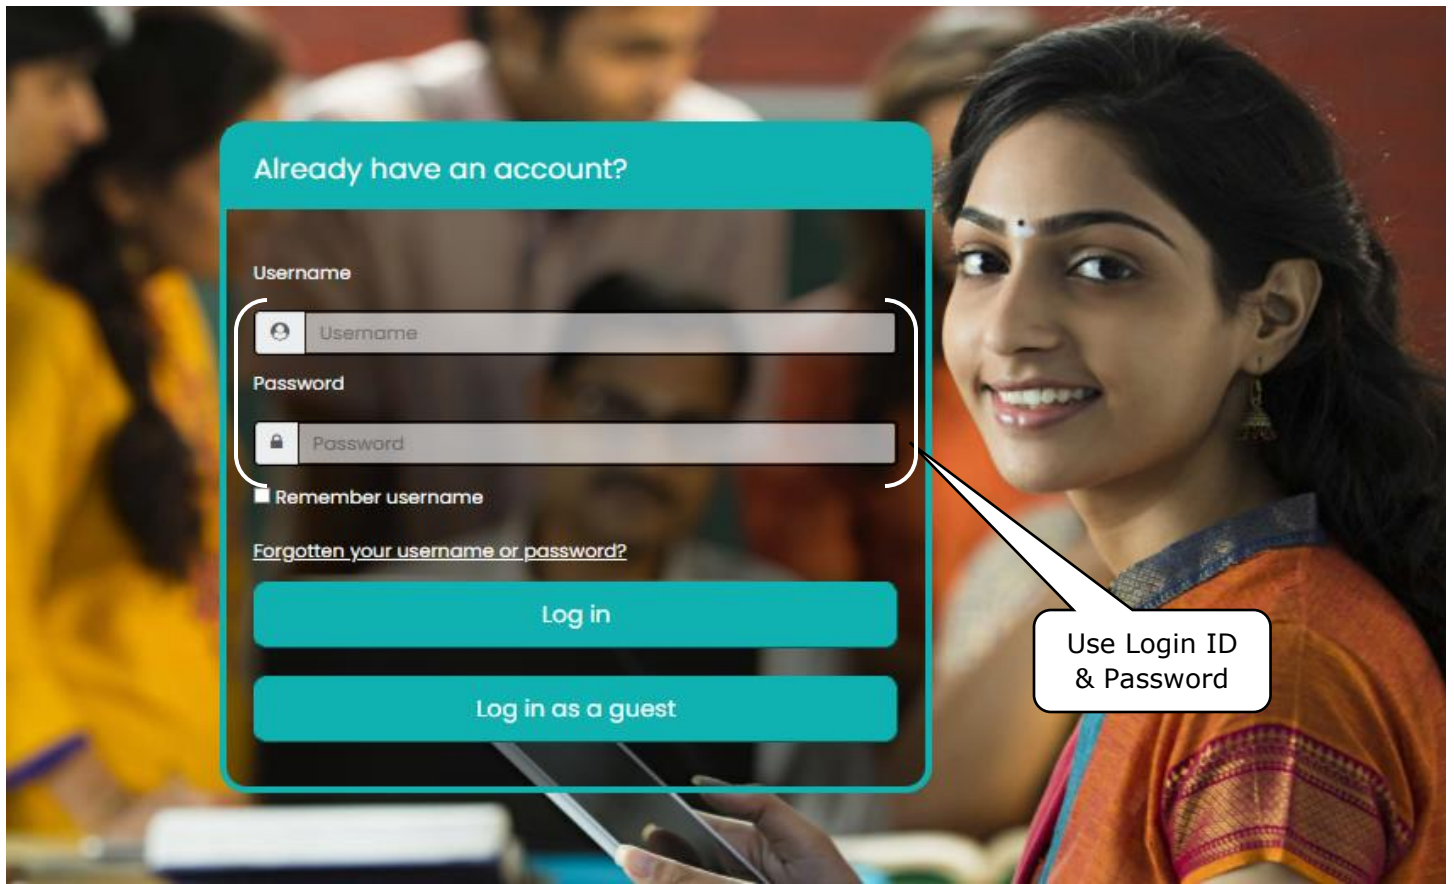 Already have an account?
Username
Username
Password
Password
Remember username
Forgotten your username or password?
Log in
Log in as a guest
Use Login ID
& Password